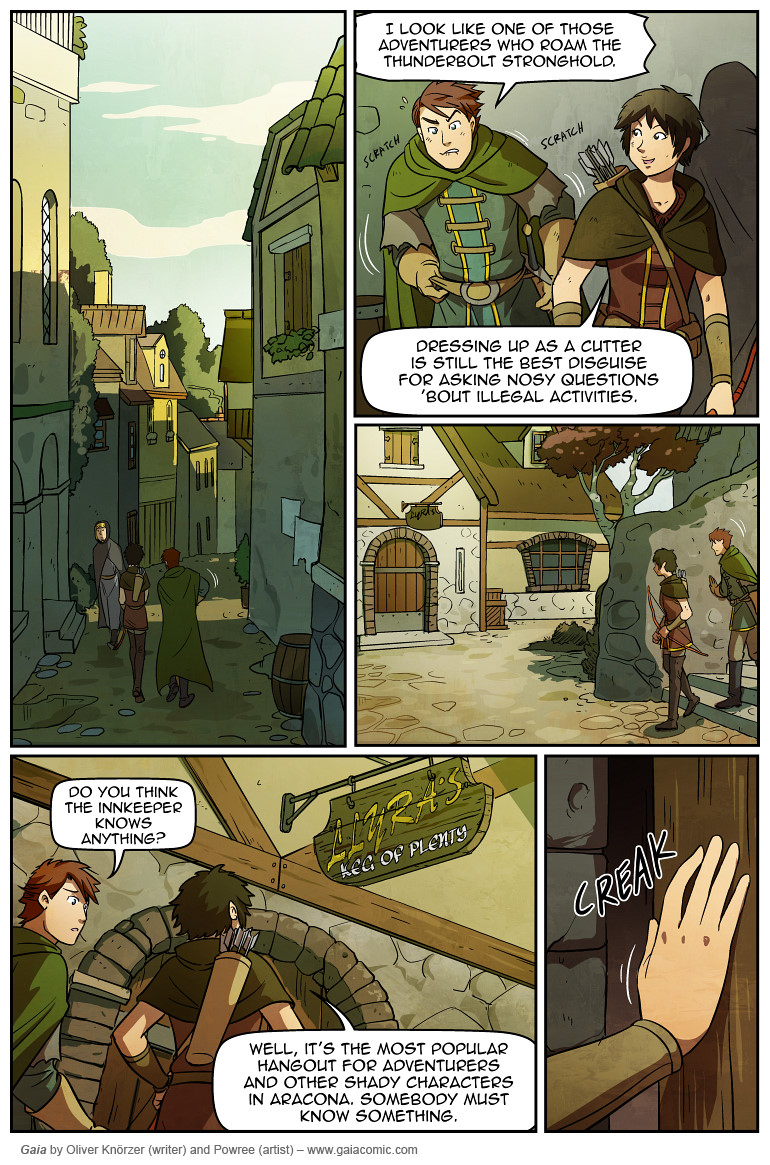 I LOOK LIKE ONE OF THOSE
ADVENTURERS WHO ROAM THE
THUNDERBOLT STRONGHOLD.
SCRATCH
SCRATCH
DRESSING UP AS A CUTTER
IS STILL THE BEST DISGUISE
FOR ASKING NOSY QUESTIONS
'BOUT ILLEGAL ACTIVITIES.
LLYRA'S
DO YOU THINK
THE INNKEEPER
KNOWS
ANYTHING?
LLYRA'S
KEG OF PLENTY
WELL, IT'S THE MOST POPULAR
HANGOUT FOR ADVENTURERS
AND OTHER SHADY CHARACTERS
IN ARACONA. SOMEBODY MUST
KNOW SOMETHING.
CREAK
Gaia by Oliver Knörzer (writer) and Powree (artist) – www.gaiacomic.com